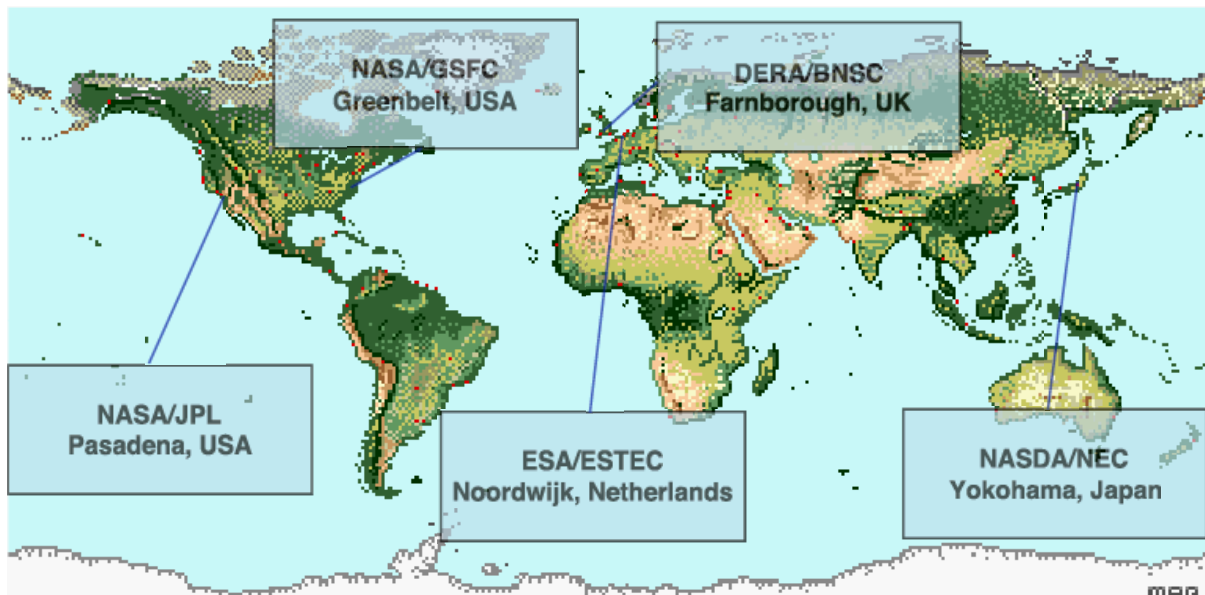 NASA/GSFC
Greenbelt, USA
DERA/BNSC
Farnborough, UK
NASA/JPL
Pasadena, USA
ESA/ESTEC
Noordwijk, Netherlands
NASDA/NEC
Yokohama, Japan